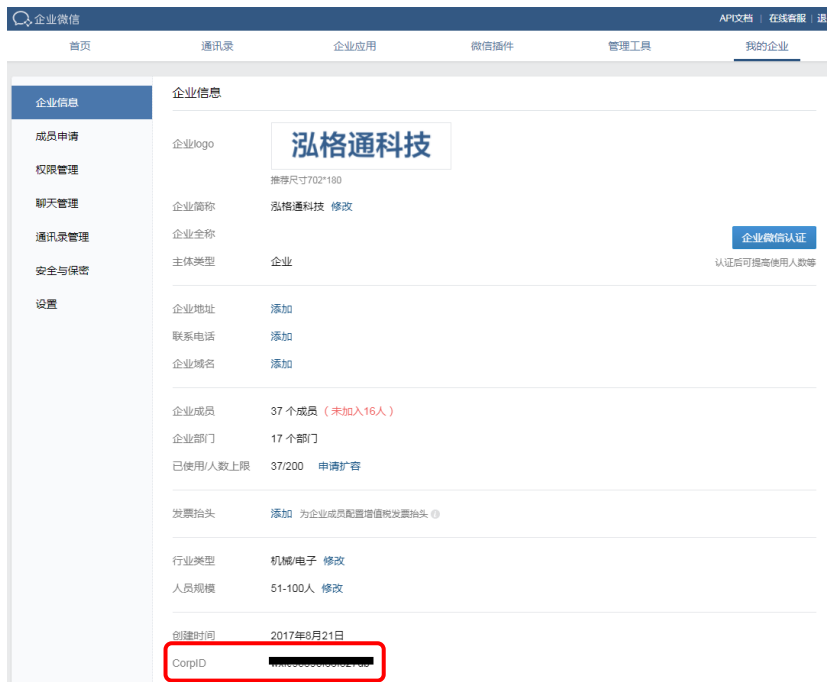 企业微信
API文档 | 在线客服 | 退
首页 通讯录 企业应用 微信插件 管理工具 我的企业
企业信息
成员申请
权限管理
聊天管理
通讯录管理
安全与保密
设置
企业信息
企业logo 泓格通科技
推荐尺寸702*180
企业简称 泓格通科技 修改
企业全称 企业微信认证
主体类型 企业 认证后可提高使用人数等
企业地址 添加
联系电话 添加
企业域名 添加
企业成员 37 个成员 ( 未加入16人 )
企业部门 17 个部门
已使用/人数上限 37/200 申请扩容
发票抬头 添加 为企业成员配置增值税发票抬头
行业类型 机械/电子 修改
人员规模 51-100人 修改
创建时间 2017年8月21日
CorpID